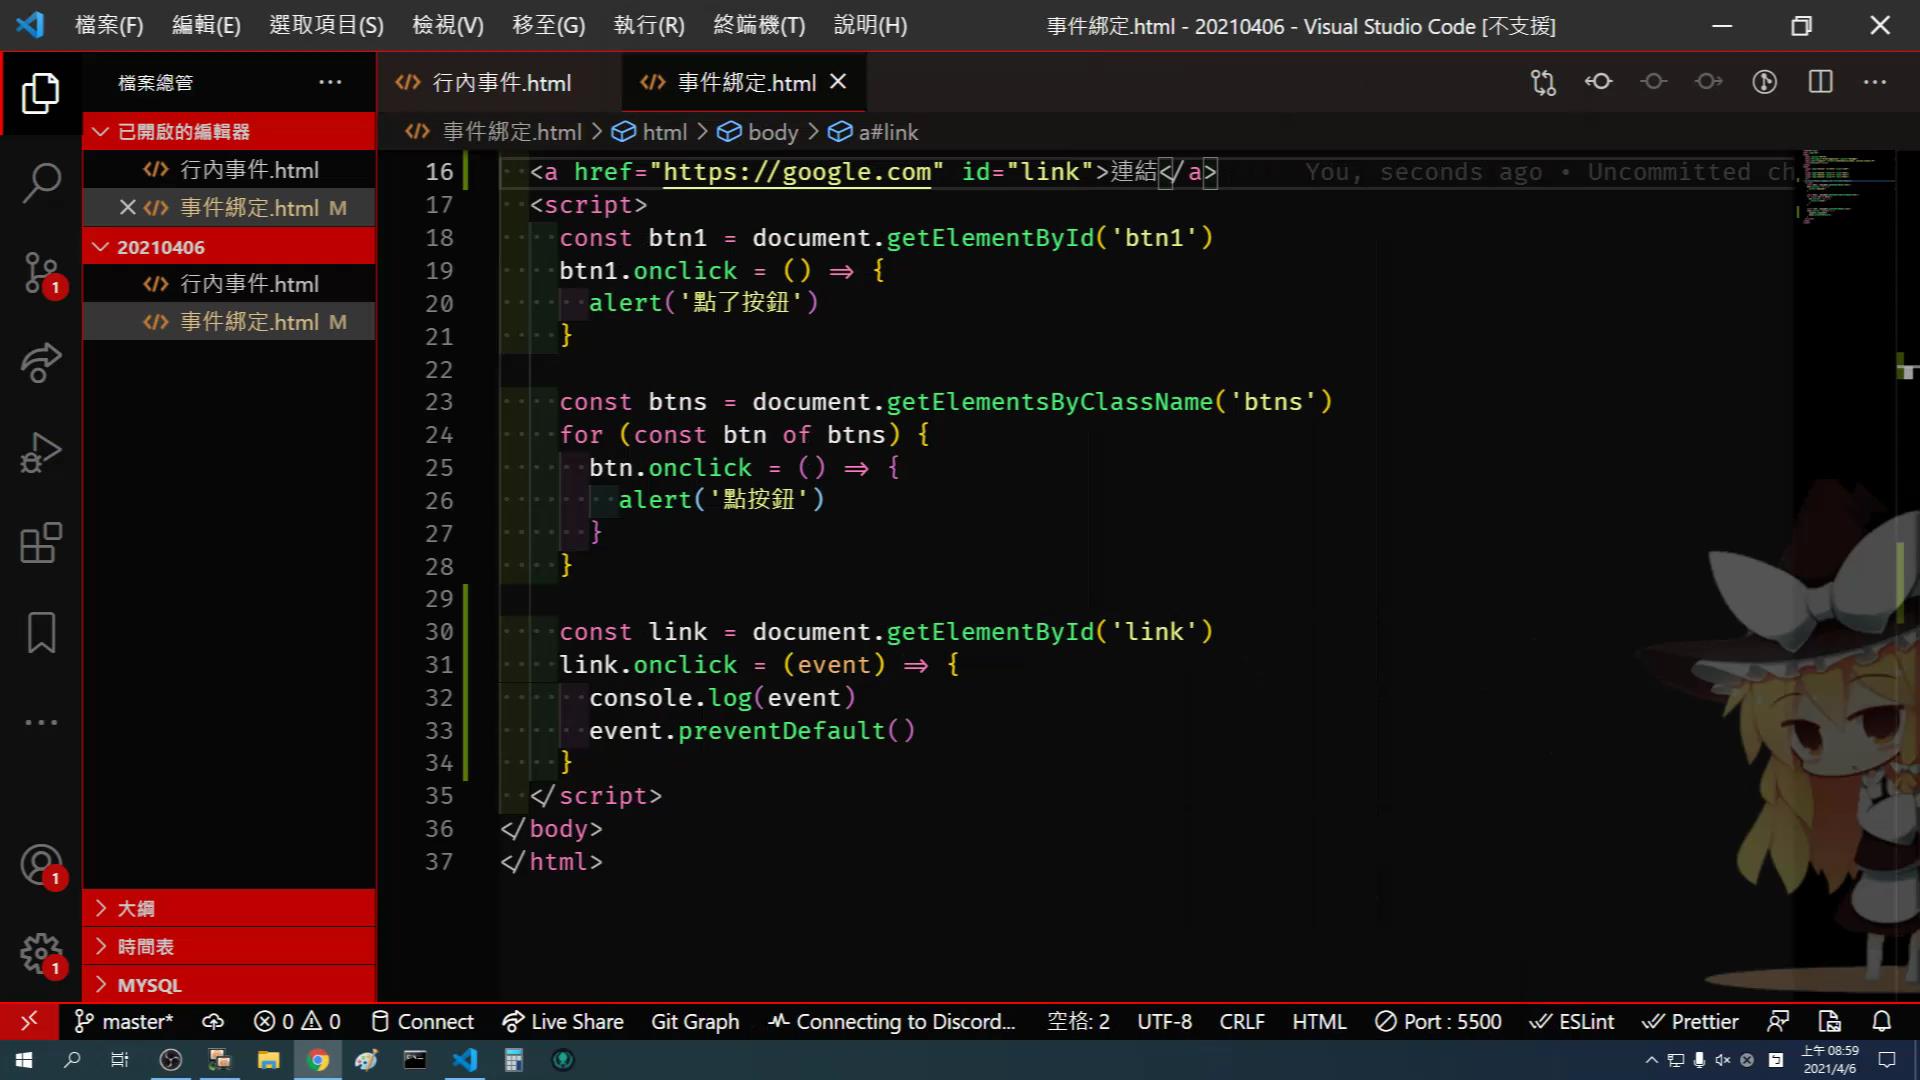 檔案(F) 編輯(E) 選取項目(S) 檢視(V) 移至(G) 執行(R) 終端機(T) 說明(H) 事件綁定.html - 20210406 - Visual Studio Code [不支援]
檔案總管 ···
行內事件.html 事件綁定.html
事件綁定.html > html > body > a#link
已開啟的編輯器
行內事件.html
事件綁定.html M
20210406
行內事件.html
事件綁定.html M
大綱
時間表
MYSQL
1
1
1
16 <a href="https://google.com" id="link">連結</a> You, seconds ago • Uncommitted ch
17 <script>
18 const btn1 = document.getElementById('btn1')
19 btn1.onclick = () => {
20 alert('點了按鈕')
21 }
22
23 const btns = document.getElementsByClassName('btns')
24 for (const btn of btns) {
25 btn.onclick = () => {
26 alert('點按鈕')
27 }
28 }
29
30 const link = document.getElementById('link')
31 link.onclick = (event) => {
32 console.log(event)
33 event.preventDefault()
34 }
35 </script>
36 </body>
37 </html>
master* 0 0 Connect Live Share Git Graph Connecting to Discord... 空格: 2 UTF-8 CRLF HTML Port : 5500 ESLint Prettier
上午 08:59
2021/4/6